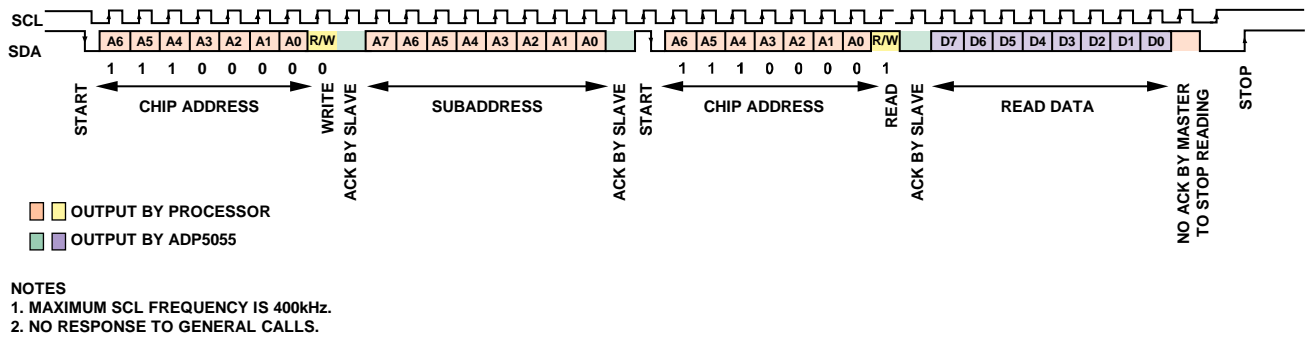 SCL
SDA
A6 A5 A4 A3 A2 A1 A0 R/W A7 A6 A5 A4 A3 A2 A1 A0 A6 A5 A4 A3 A2 A1 A0 R/W D7 D6 D5 D4 D3 D2 D1 D0
1 1 1 0 0 0 0 0 1 1 1 0 0 0 0 1
START
CHIP ADDRESS
WRITE
ACK BY SLAVE
SUBADDRESS
ACK BY SLAVE
START
CHIP ADDRESS
READ
ACK BY SLAVE
READ DATA
NO ACK BY MASTER
TO STOP READING
STOP
OUTPUT BY PROCESSOR
OUTPUT BY ADP5055
NOTES
1. MAXIMUM SCL FREQUENCY IS 400kHz.
2. NO RESPONSE TO GENERAL CALLS.